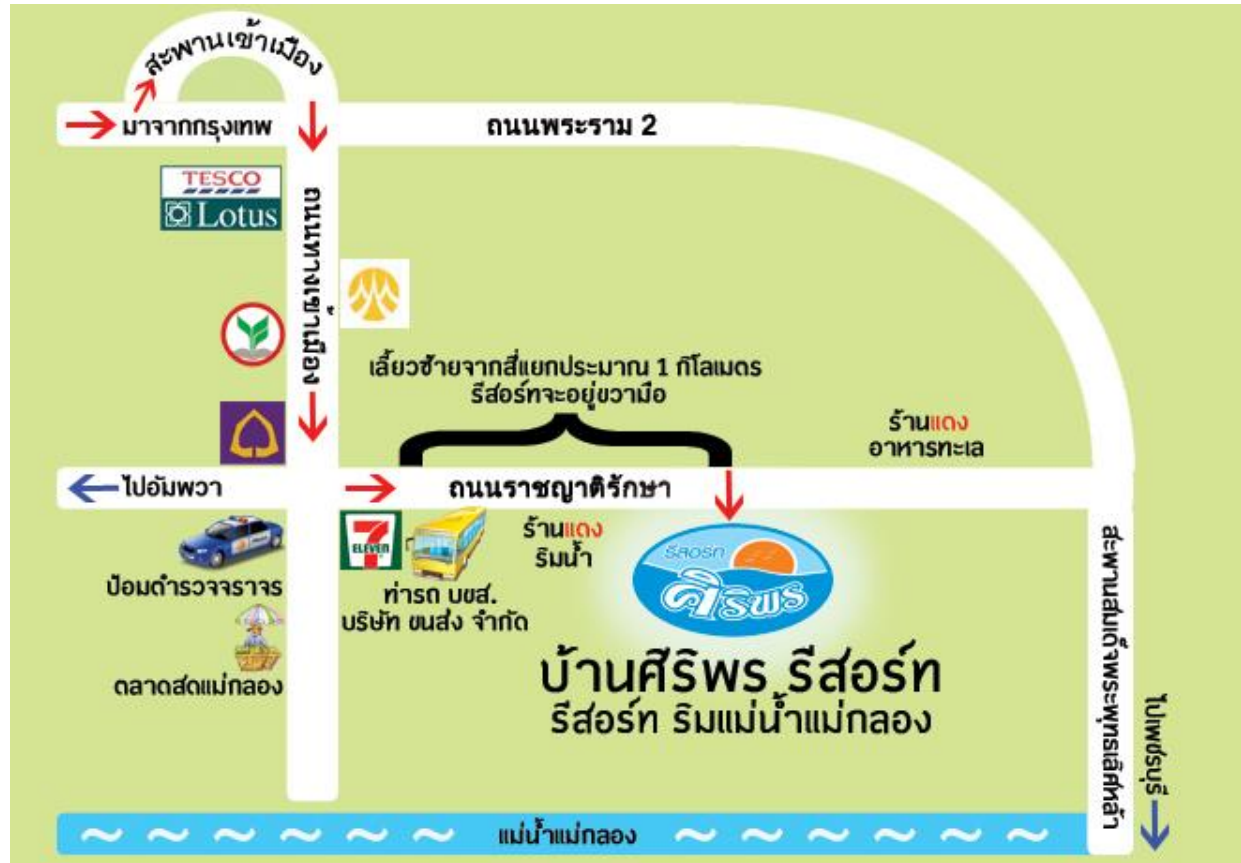 สะพานเข้าเมือง
มาจากกรุงเทพ
ถนนพระราม 2
TESCO
Lotus
ถนนทางเข้าเมือง
เลี้ยวซ้ายจากสี่แยกประมาณ 1 กิโลเมตร
รีสอร์ทจะอยู่ขวามือ
ร้านแดง
อาหารทะเล
ไปอัมพวา
ถนนราชญาติรักษา
ป้อมตำรวจจราจร
7
ELEVEN
ท่ารถ บขส.
บริษัท ขนส่ง จำกัด
ร้านแดง
ริมน้ำ
รีสอร์ท
ศิริพร
ตลาดสดแม่กลอง
บ้านศิริพร รีสอร์ท
รีสอร์ท ริมแม่น้ำแม่กลอง
สะพานสมเด็จพระพุทธเลิศหล้า
ไปเพชรบุรี
แม่น้ำแม่กลอง